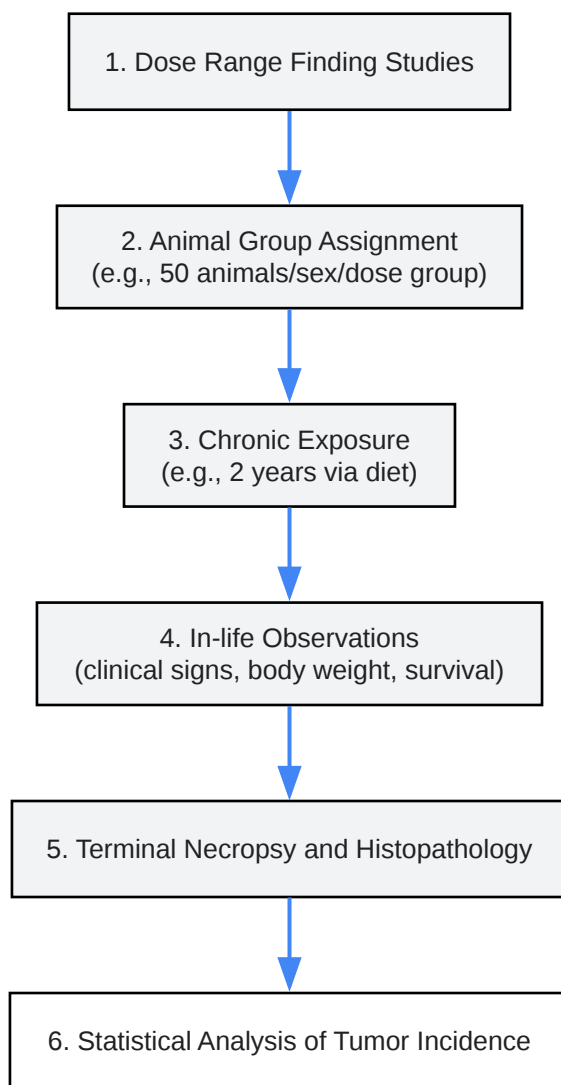 1. Dose Range Finding Studies
2. Animal Group Assignment
(e.g., 50 animals/sex/dose group)
3. Chronic Exposure
(e.g., 2 years via diet)
4. In-life Observations
(clinical signs, body weight, survival)
5. Terminal Necropsy and Histopathology
6. Statistical Analysis of Tumor Incidence